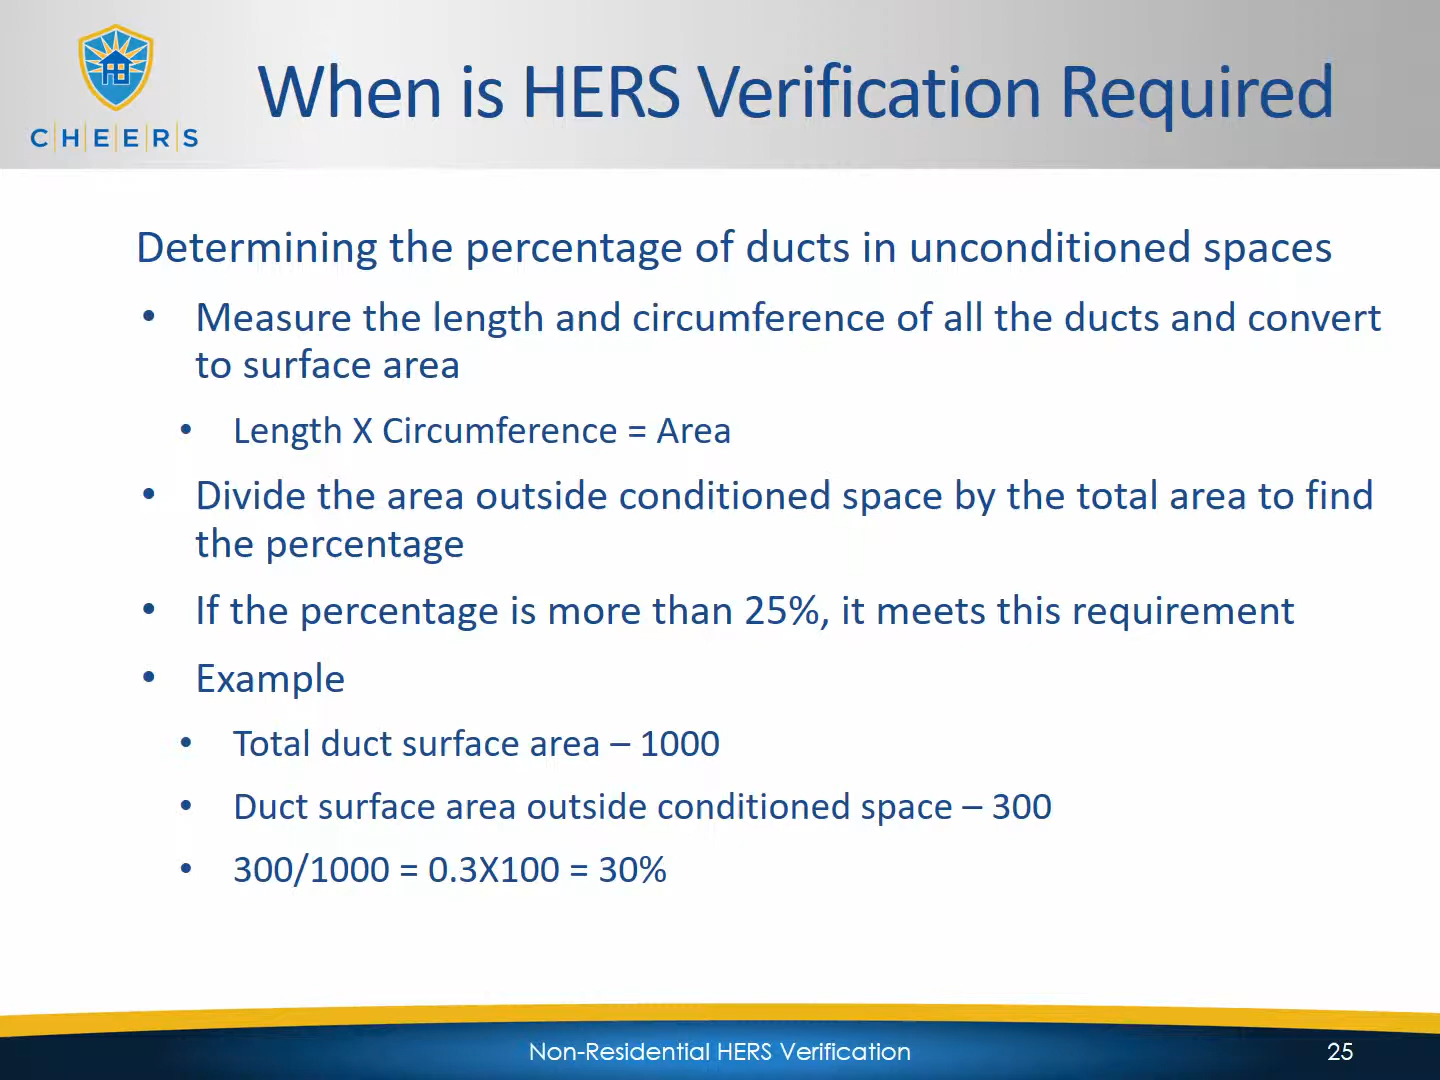 C|H|E|E|R|S
When is HERS Verification Required
Determining the percentage of ducts in unconditioned spaces
• Measure the length and circumference of all the ducts and convert
to surface area
• Length X Circumference = Area
• Divide the area outside conditioned space by the total area to find
the percentage
• If the percentage is more than 25%, it meets this requirement
• Example
• Total duct surface area – 1000
• Duct surface area outside conditioned space – 300
• 300/1000 = 0.3X100 = 30%
Non-Residential HERS Verification
25